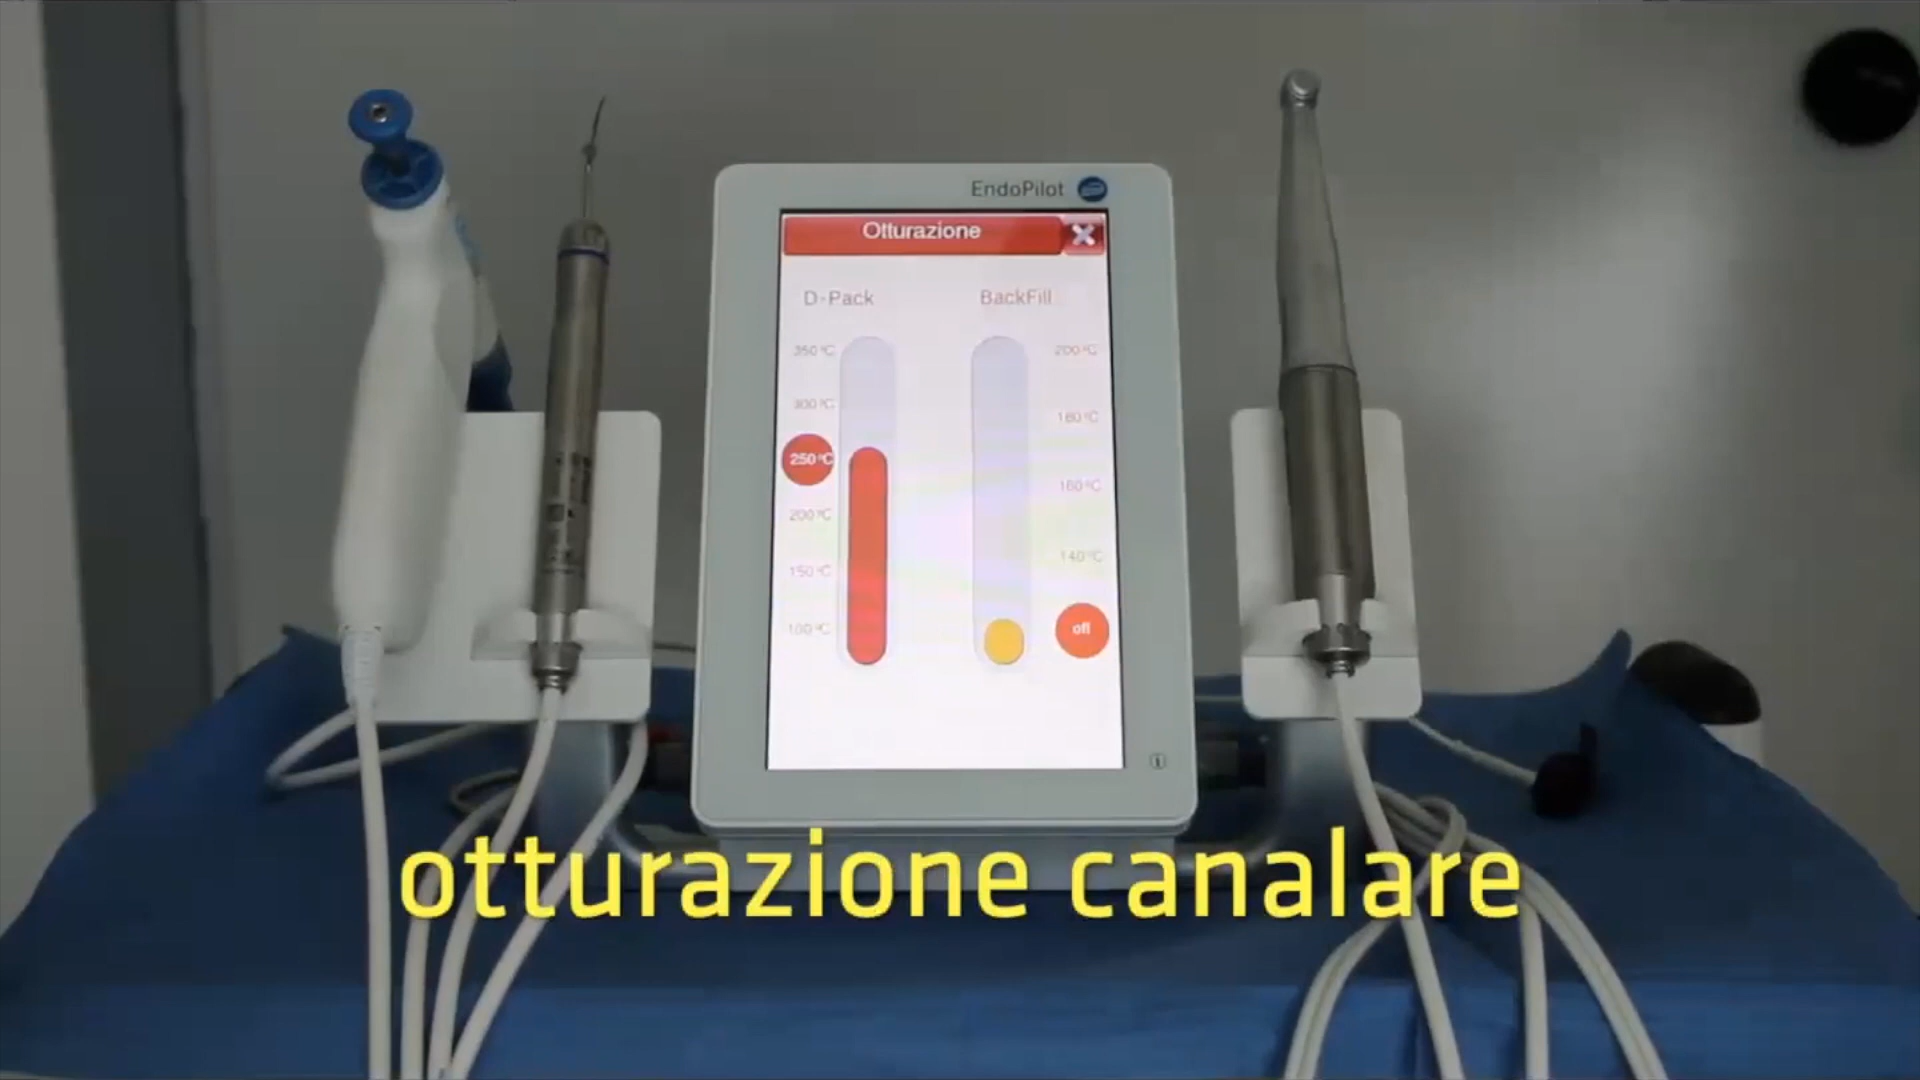 EndoPilot
Otturazione
D-Pack BackFill
350 °C 200 °C
300 °C 180 °C
250 °C 160 °C
200 °C 140 °C
150 °C off
100 °C
otturazione canalare